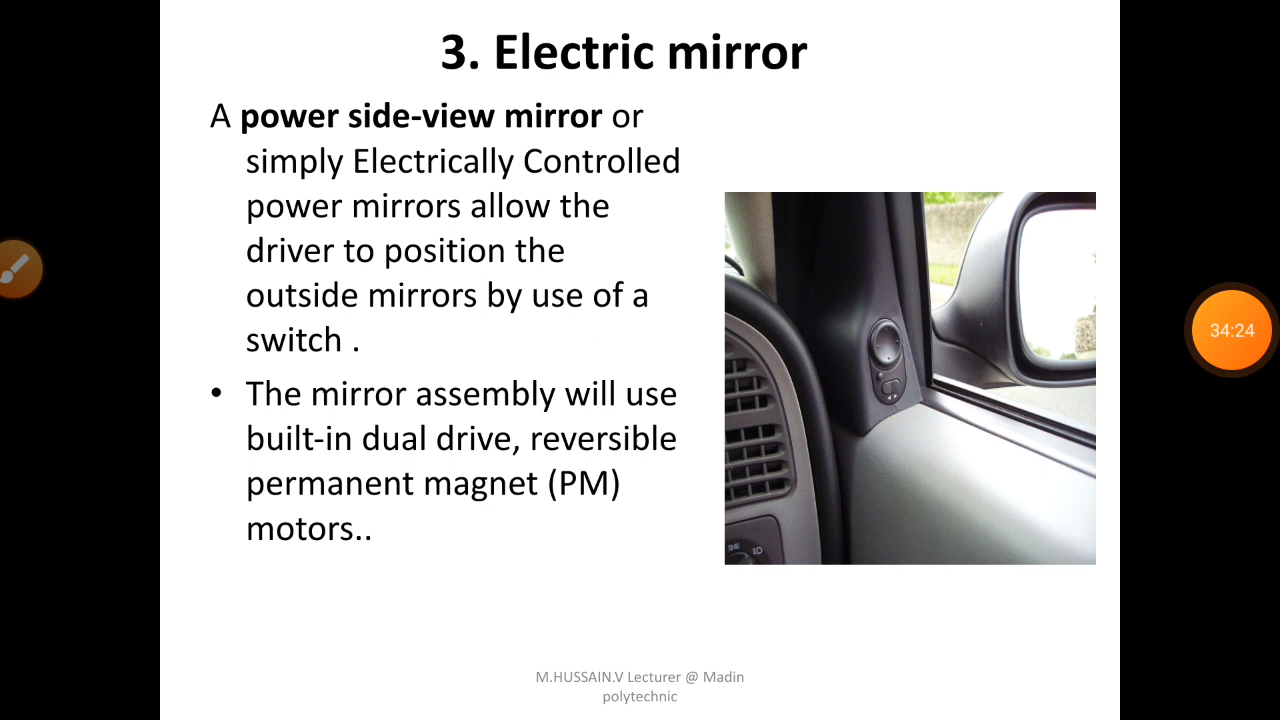 3. Electric mirror
A power side-view mirror or
simply Electrically Controlled
power mirrors allow the
driver to position the
outside mirrors by use of a
switch .
• The mirror assembly will use
built-in dual drive, reversible
permanent magnet (PM)
motors..
34:24
M.HUSSAIN.V Lecturer @ Madin
polytechnic